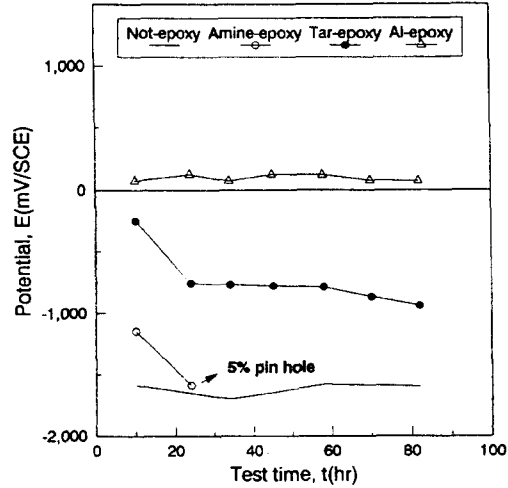 Not-epoxy Amine-epoxy Tar-epoxy Al-epoxy
1,000
0
-1,000
-2,000
Potential, E(mV/SCE)
5% pin hole
0 20 40 60 80 100
Test time, t(hr)